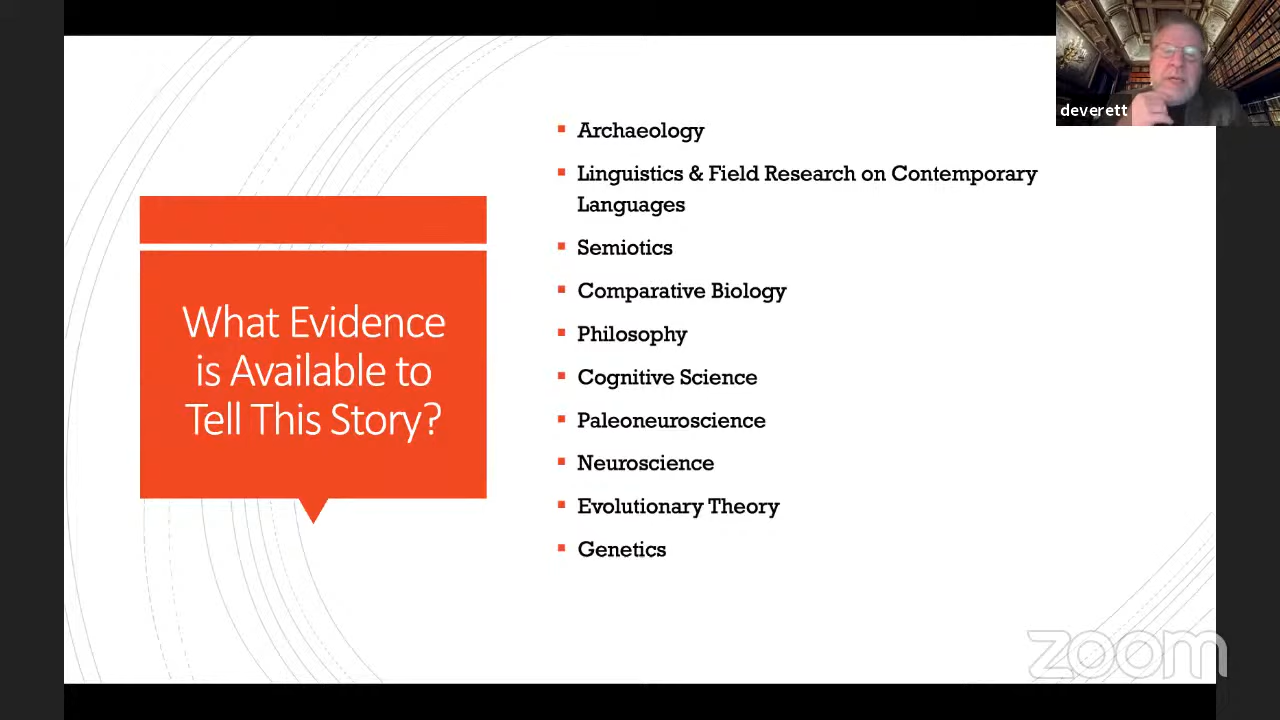 deverett
What Evidence
is Available to
Tell This Story?
Archaeology
Linguistics & Field Research on Contemporary
Languages
Semiotics
Comparative Biology
Philosophy
Cognitive Science
Paleoneuroscience
Neuroscience
Evolutionary Theory
Genetics
zoom